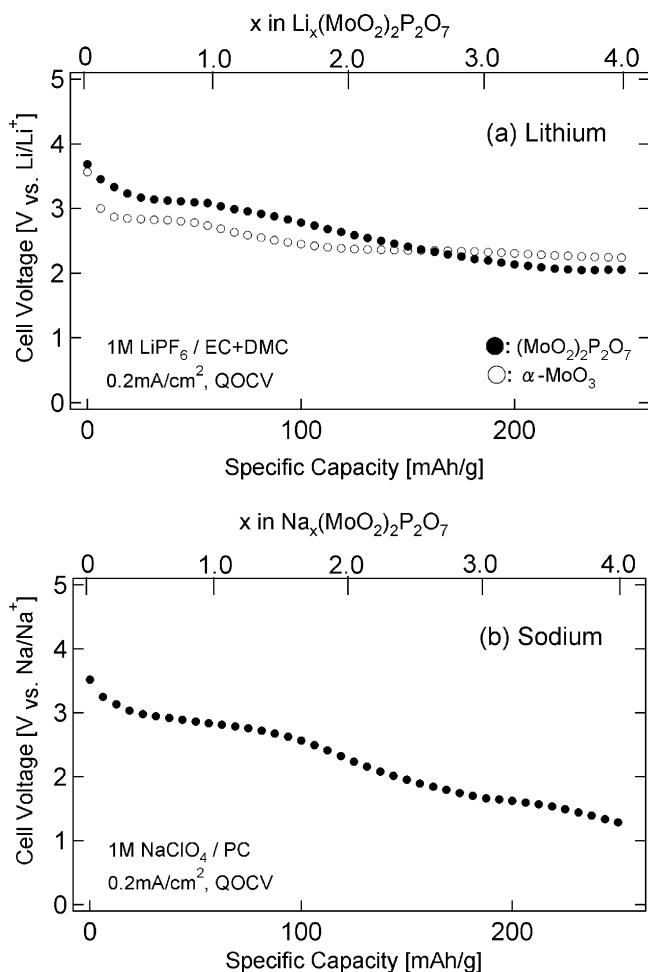 x in Liₓ(MoO₂)₂P₂O₇
0 1.0 2.0 3.0 4.0
5
4
3
2
1
0
Cell Voltage [V vs. Li/Li⁺]
(a) Lithium
1M LiPF₆ / EC+DMC
0.2mA/cm², QOCV
●: (MoO₂)₂P₂O₇
○: α-MoO₃
0 100 200
Specific Capacity [mAh/g]
x in Naₓ(MoO₂)₂P₂O₇
0 1.0 2.0 3.0 4.0
5
4
3
2
1
0
Cell Voltage [V vs. Na/Na⁺]
(b) Sodium
1M NaClO₄ / PC
0.2mA/cm², QOCV
0 100 200
Specific Capacity [mAh/g]